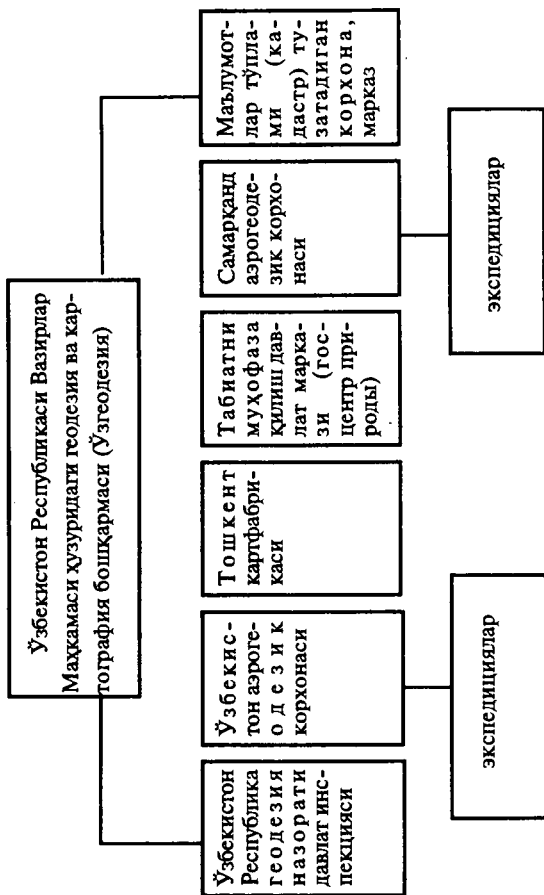 Ўзбекистон Республикаси Вазирлар
Маҳкамаси ҳузуридаги геодезия ва кар-
тография бошқармаси (Ўзгеодезия)
Ўзбекистон
Республика
геодезия
назорати
давлат инс-
пекцияси
Ўзбекис-
тон аэроге-
одезик
корхонаси
Тошкент
картфабри-
каси
Табиатни
муҳофаза
қилиш дав-
лат марка-
зи (гос-
центр при-
роды)
Самарқанд
аэрогеоде-
зик корхо-
наси
Маълумот-
лар тўпла-
ми (ка-
дастр) ту-
затадиган
корхона,
марказ
экспедициялар
экспедициялар